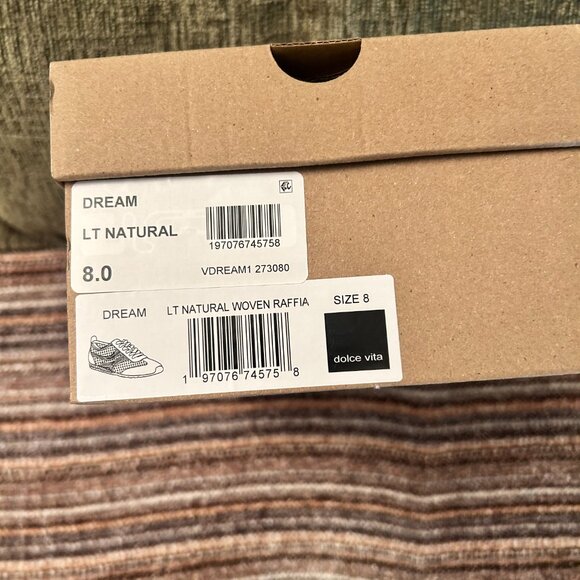 DREAM
LT NATURAL
197076745758
8.0
VDREAM1 273080
DREAM
LT NATURAL WOVEN RAFFIA
SIZE 8
1 97076 74575 8
dolce vita